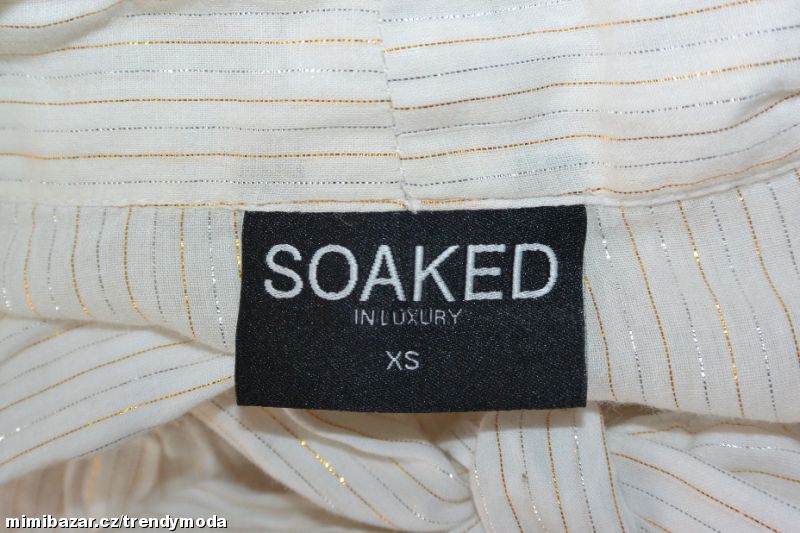 SOAKED
IN LUXURY
XS
mimibazar.cz/trendymoda